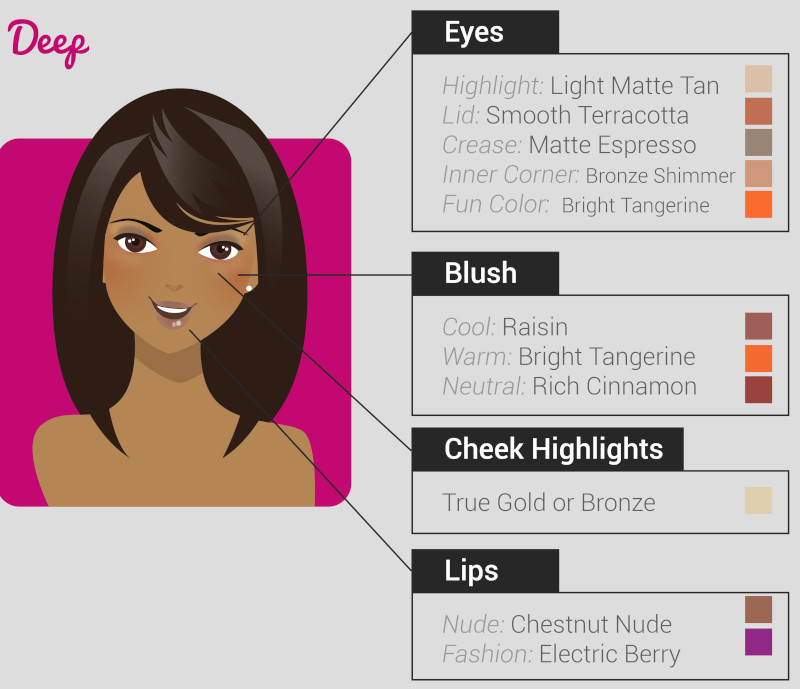 Deep
Eyes
Highlight: Light Matte Tan
Lid: Smooth Terracotta
Crease: Matte Espresso
Inner Corner: Bronze Shimmer
Fun Color: Bright Tangerine
Blush
Cool: Raisin
Warm: Bright Tangerine
Neutral: Rich Cinnamon
Cheek Highlights
True Gold or Bronze
Lips
Nude: Chestnut Nude
Fashion: Electric Berry